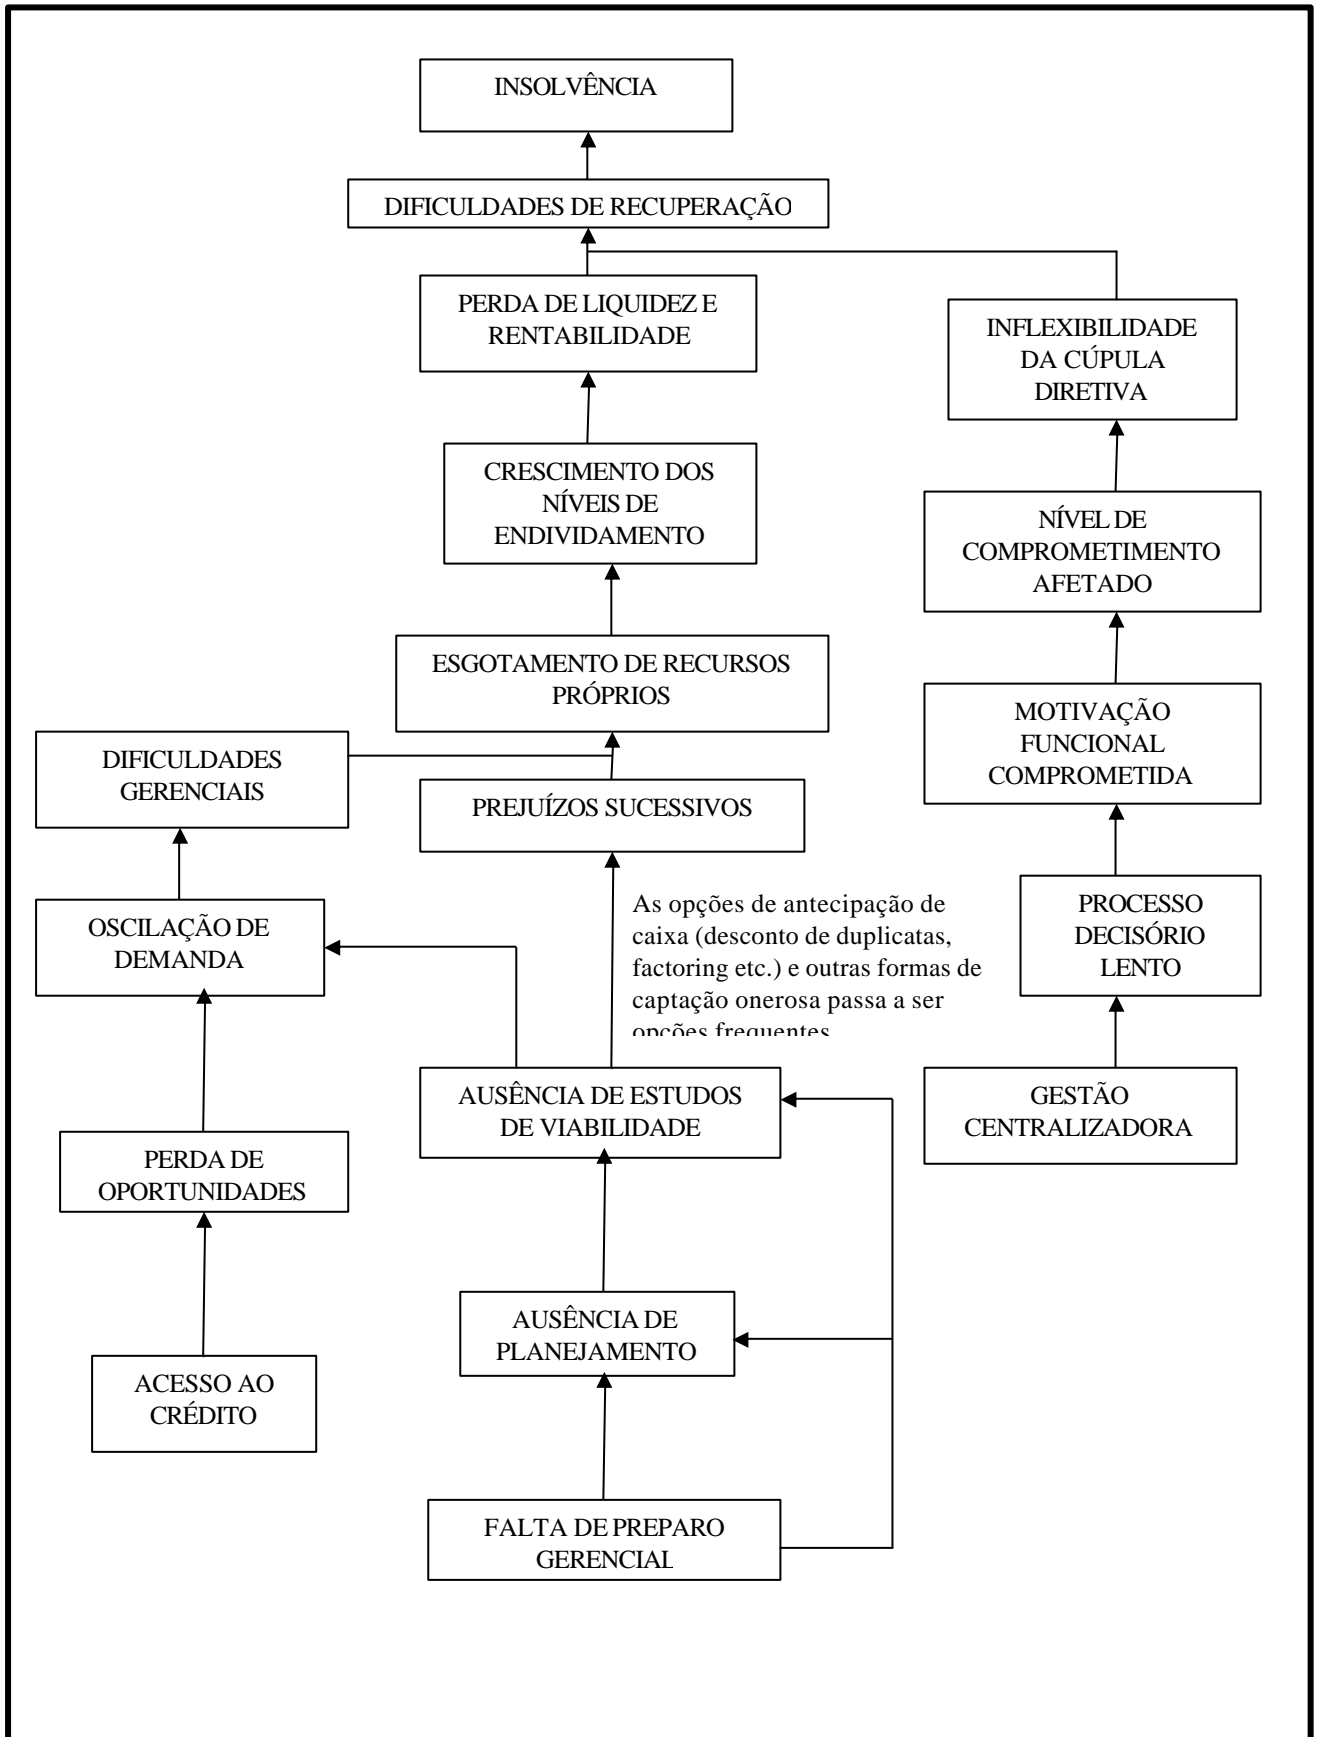 INSOLVÊNCIA
DIFICULDADES DE RECUPERAÇÃO
PERDA DE LIQUIDEZ E
RENTABILIDADE
INFLEXIBILIDADE
DA CÚPULA
DIRETIVA
CRESCIMENTO DOS
NÍVEIS DE
ENDIVIDAMENTO
NÍVEL DE
COMPROMETIMENTO
AFETADO
ESGOTAMENTO DE RECURSOS
PRÓPRIOS
MOTIVAÇÃO
FUNCIONAL
COMPROMETIDA
DIFICULDADES
GERENCIAIS
PREJUÍZOS SUCESSIVOS
OSCILAÇÃO DE
DEMANDA
As opções de antecipação de
caixa (desconto de duplicatas,
factoring etc.) e outras formas de
captação onerosa passa a ser
opções frequentes
PROCESSO
DECISÓRIO
LENTO
AUSÊNCIA DE ESTUDOS
DE VIABILIDADE
GESTÃO
CENTRALIZADORA
PERDA DE
OPORTUNIDADES
AUSÊNCIA DE
PLANEJAMENTO
ACESSO AO
CRÉDITO
FALTA DE PREPARO
GERENCIAL